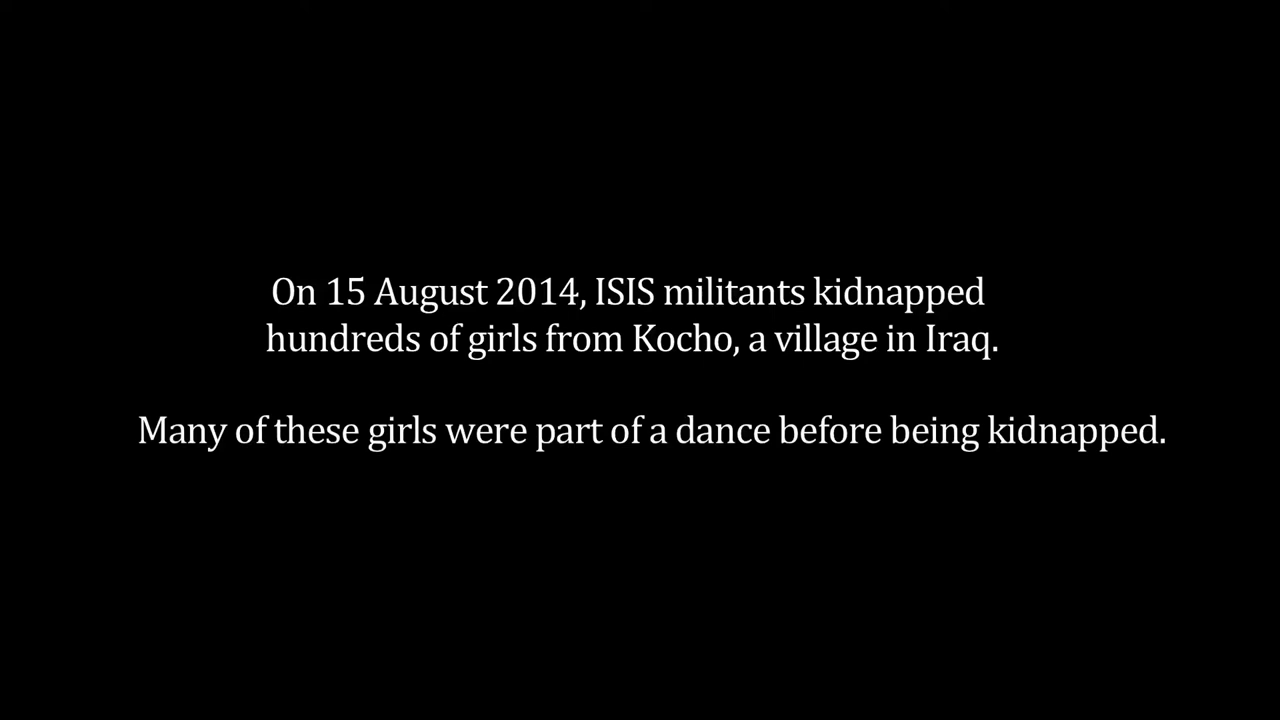 On 15 August 2014, ISIS militants kidnapped
hundreds of girls from Kocho, a village in Iraq.
Many of these girls were part of a dance before being kidnapped.